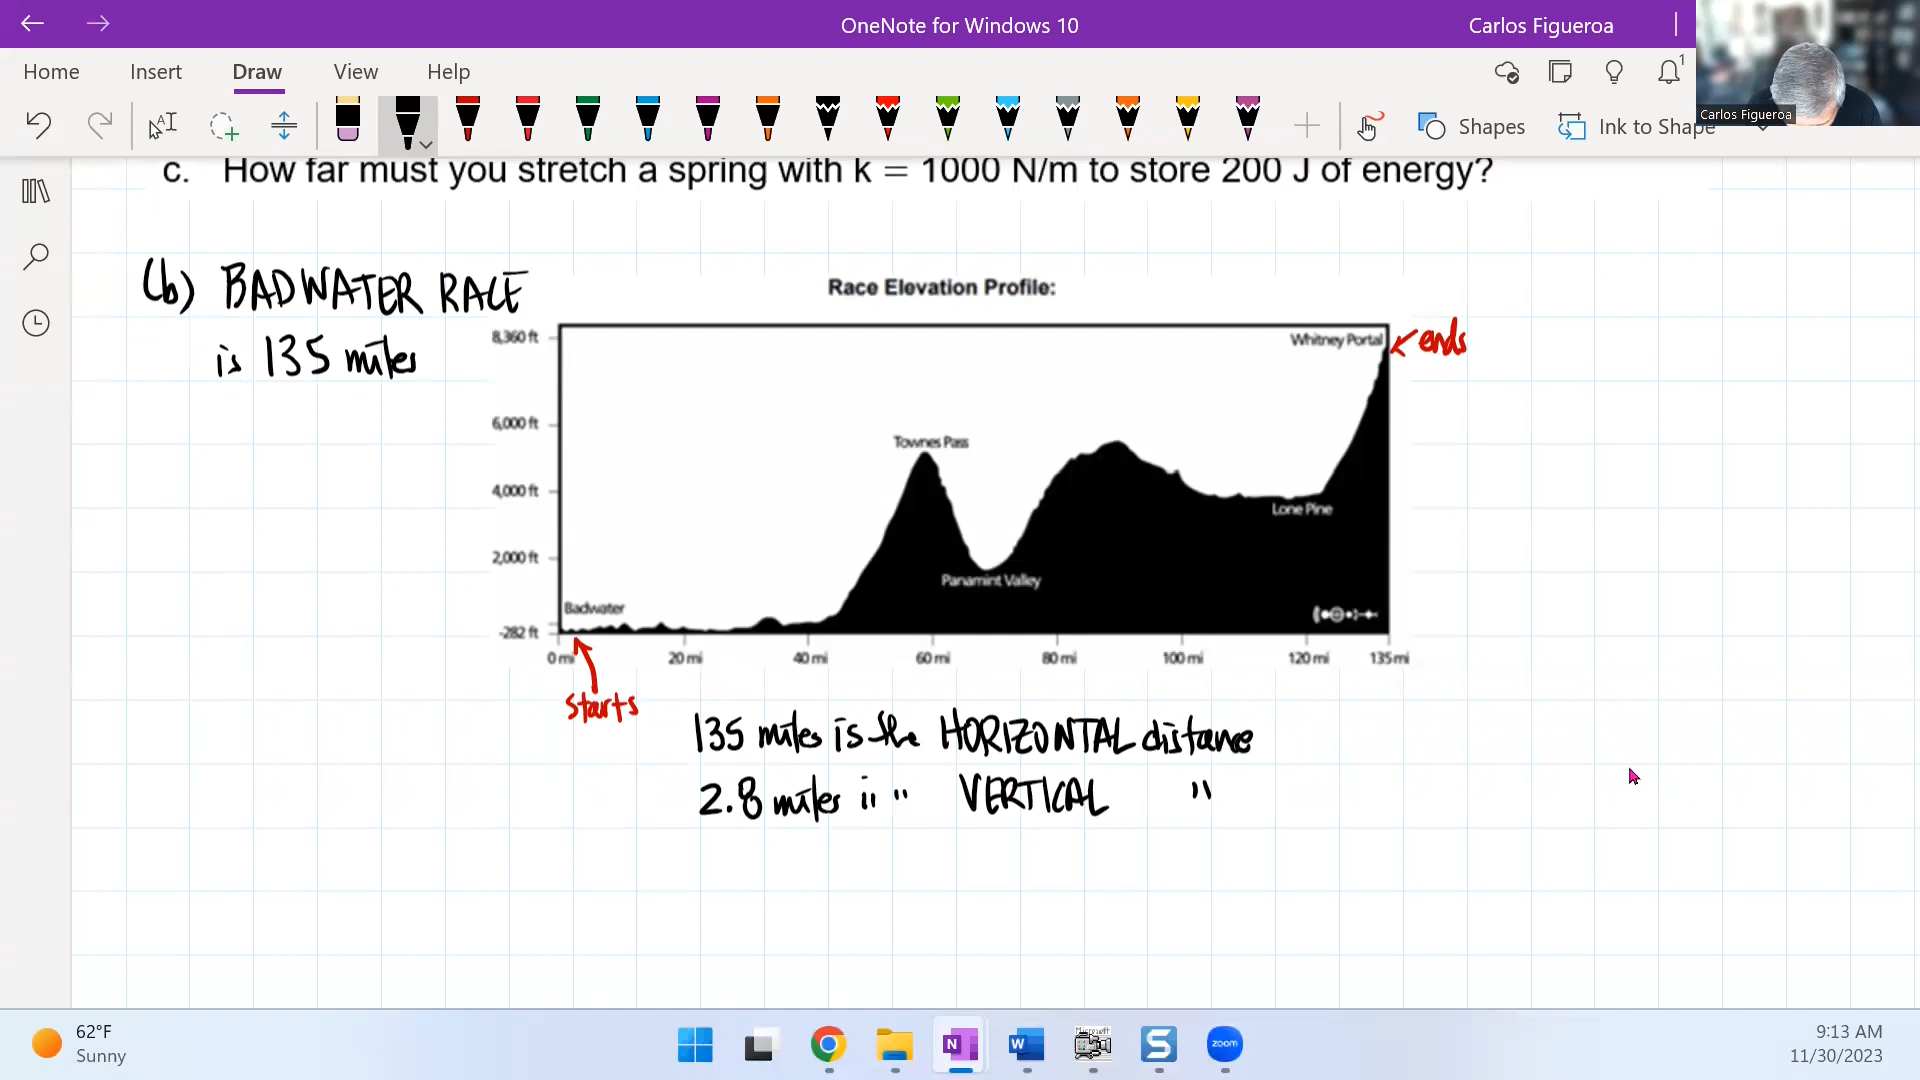 OneNote for Windows 10
Carlos Figueroa
Home Insert Draw View Help
1
Carlos Figueroa
Shapes
Ink to Shape
c. How far must you stretch a spring with k = 1000 N/m to store 200 J of energy?
(b) BADWATER RACE
is 135 miles
Race Elevation Profile:
8,360 ft
Whitney Portal
ends
6,000 ft
Townes Pass
4,000 ft
Lone Pine
2,000 ft
Panamint Valley
Badwater
-282 ft
0 mi 20 mi 40 mi 60 mi 80 mi 100 mi 120 mi 135 mi
starts
135 miles is the HORIZONTAL distance
2.8 miles " " VERTICAL "
62°F
Sunny
Microsoft
zoom
9:13 AM
11/30/2023